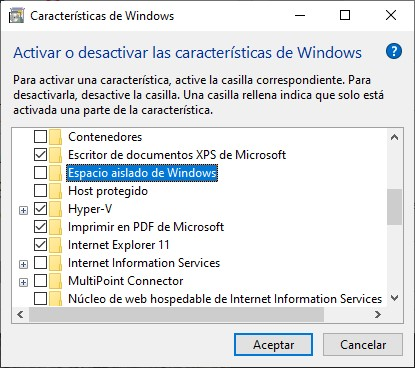 Características de Windows
Activar o desactivar las características de Windows
Para activar una característica, active la casilla correspondiente. Para
desactivarla, desactive la casilla. Una casilla rellena indica que solo está
activada una parte de la característica.
Contenedores
Escritor de documentos XPS de Microsoft
Espacio aislado de Windows
Host protegido
Hyper-V
Imprimir en PDF de Microsoft
Internet Explorer 11
Internet Information Services
MultiPoint Connector
Núcleo de web hospedable de Internet Information Services
Aceptar
Cancelar